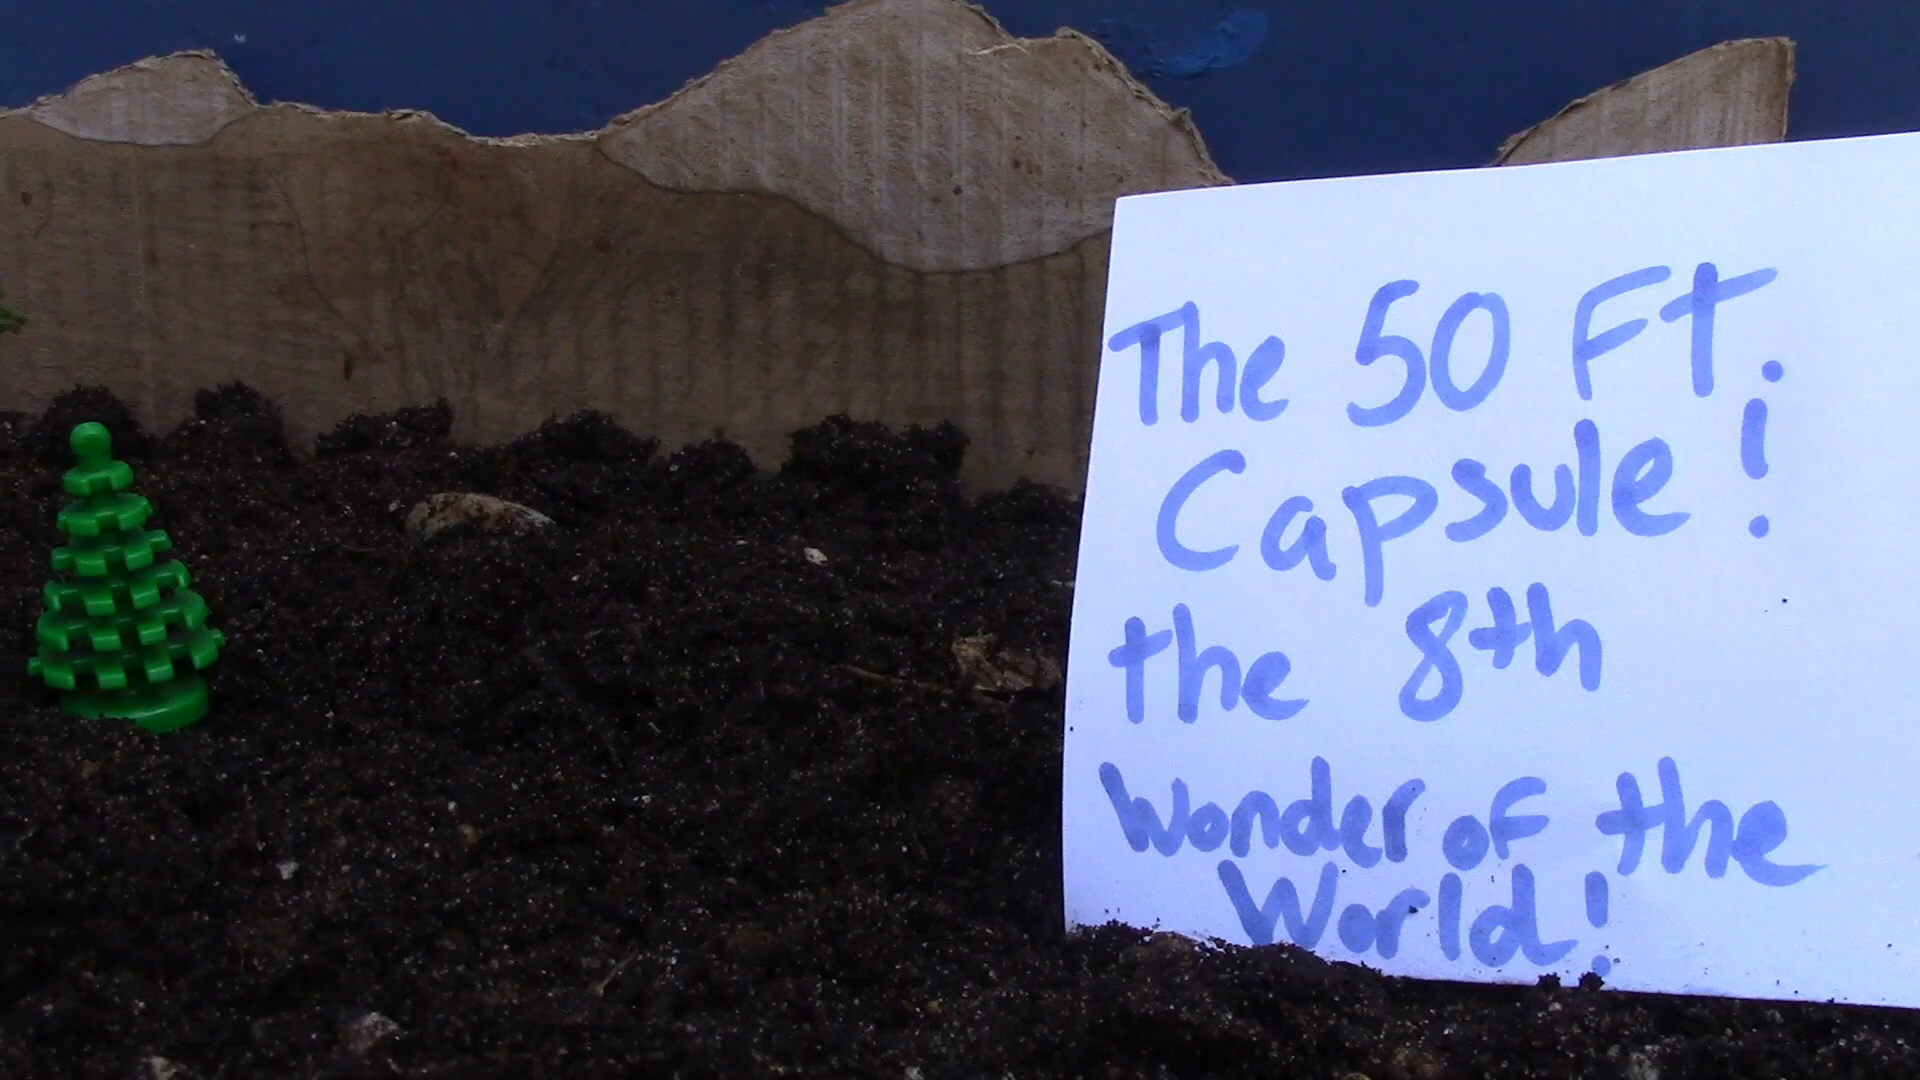 The 50 Ft.
Capsule!
the 8th
Wonder of the
World!